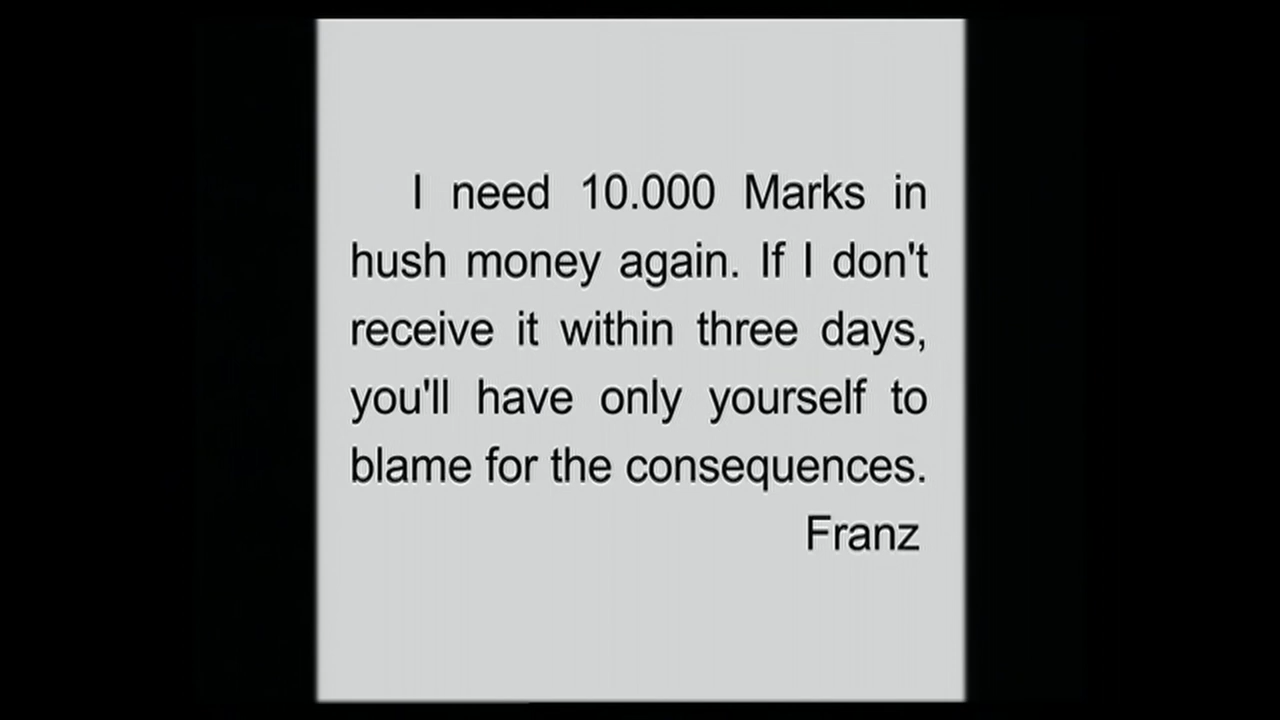 I need 10.000 Marks in
hush money again. If I don't
receive it within three days,
you'll have only yourself to
blame for the consequences.
Franz